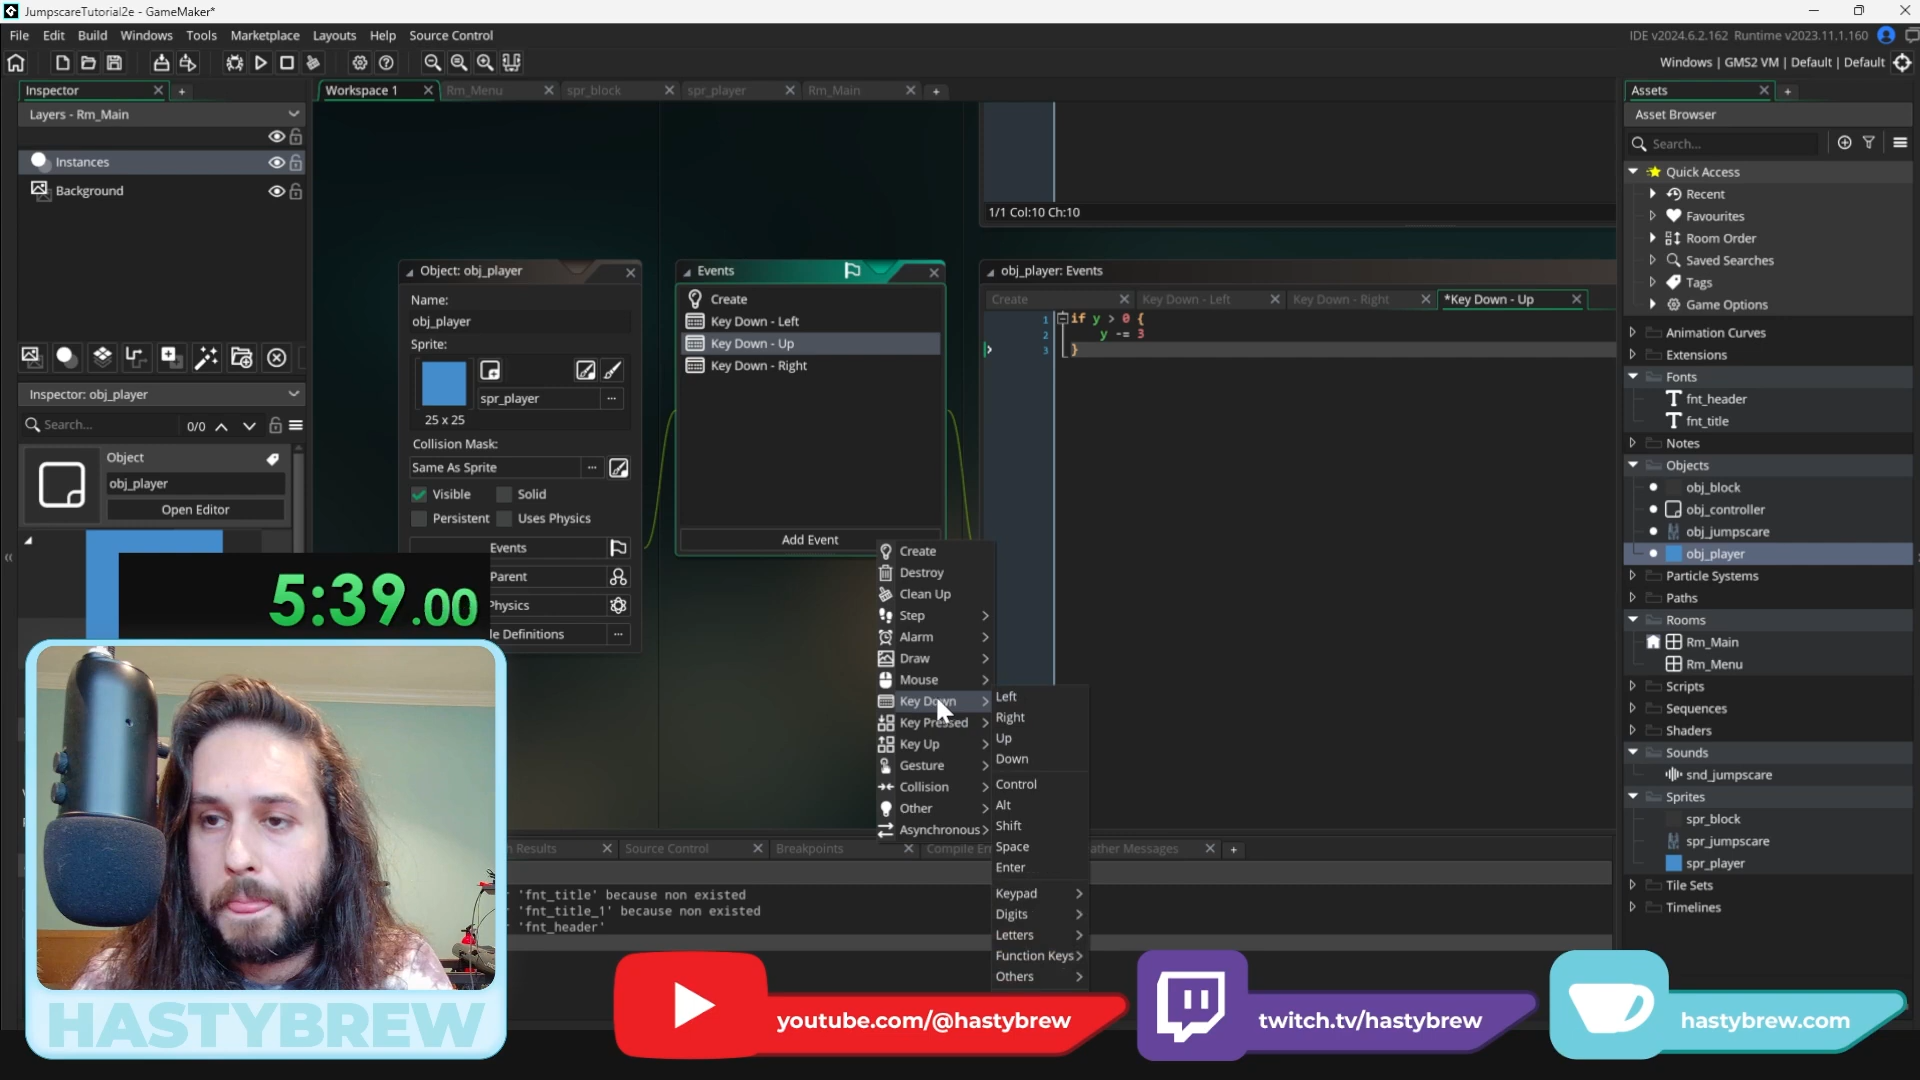 JumpscareTutorial2e - GameMaker*
File Edit Build Windows Tools Marketplace Layouts Help Source Control
IDE v2024.6.2.162 Runtime v2023.11.1.160
Windows | GMS2 VM | Default | Default
Inspector
Layers - Rm_Main
Instances
Background
Inspector: obj_player
Search... 0/0
Object
obj_player
Open Editor
Workspace 1 Rm_Menu spr_block spr_player Rm_Main
1/1 Col:10 Ch:10
Object: obj_player
Name:
obj_player
Sprite:
spr_player
25 x 25
Collision Mask:
Same As Sprite
Visible Solid
Persistent Uses Physics
Events
Parent
Physics
le Definitions
Events
Create
Key Down - Left
Key Down - Up
Key Down - Right
Add Event
obj_player: Events
Create Key Down - Left Key Down - Right *Key Down - Up
1 if y > 0 {
2 y -= 3
3 }
Create
Destroy
Clean Up
Step
Alarm
Draw
Mouse
Key Down
Key Pressed
Key Up
Gesture
Collision
Other
Asynchronous
Left
Right
Up
Down
Control
Alt
Shift
Space
Enter
Keypad
Digits
Letters
Function Keys
Others
Results Source Control Breakpoints Compile Messages
'fnt_title' because non existed
'fnt_title_1' because non existed
'fnt_header'
Assets
Asset Browser
Search...
Quick Access
Recent
Favourites
Room Order
Saved Searches
Tags
Game Options
Animation Curves
Extensions
Fonts
fnt_header
fnt_title
Notes
Objects
obj_block
obj_controller
obj_jumpscare
obj_player
Particle Systems
Paths
Rooms
Rm_Main
Rm_Menu
Scripts
Sequences
Shaders
Sounds
snd_jumpscare
Sprites
spr_block
spr_jumpscare
spr_player
Tile Sets
Timelines
5:39.00
HASTYBREW
youtube.com/@hastybrew
twitch.tv/hastybrew
hastybrew.com